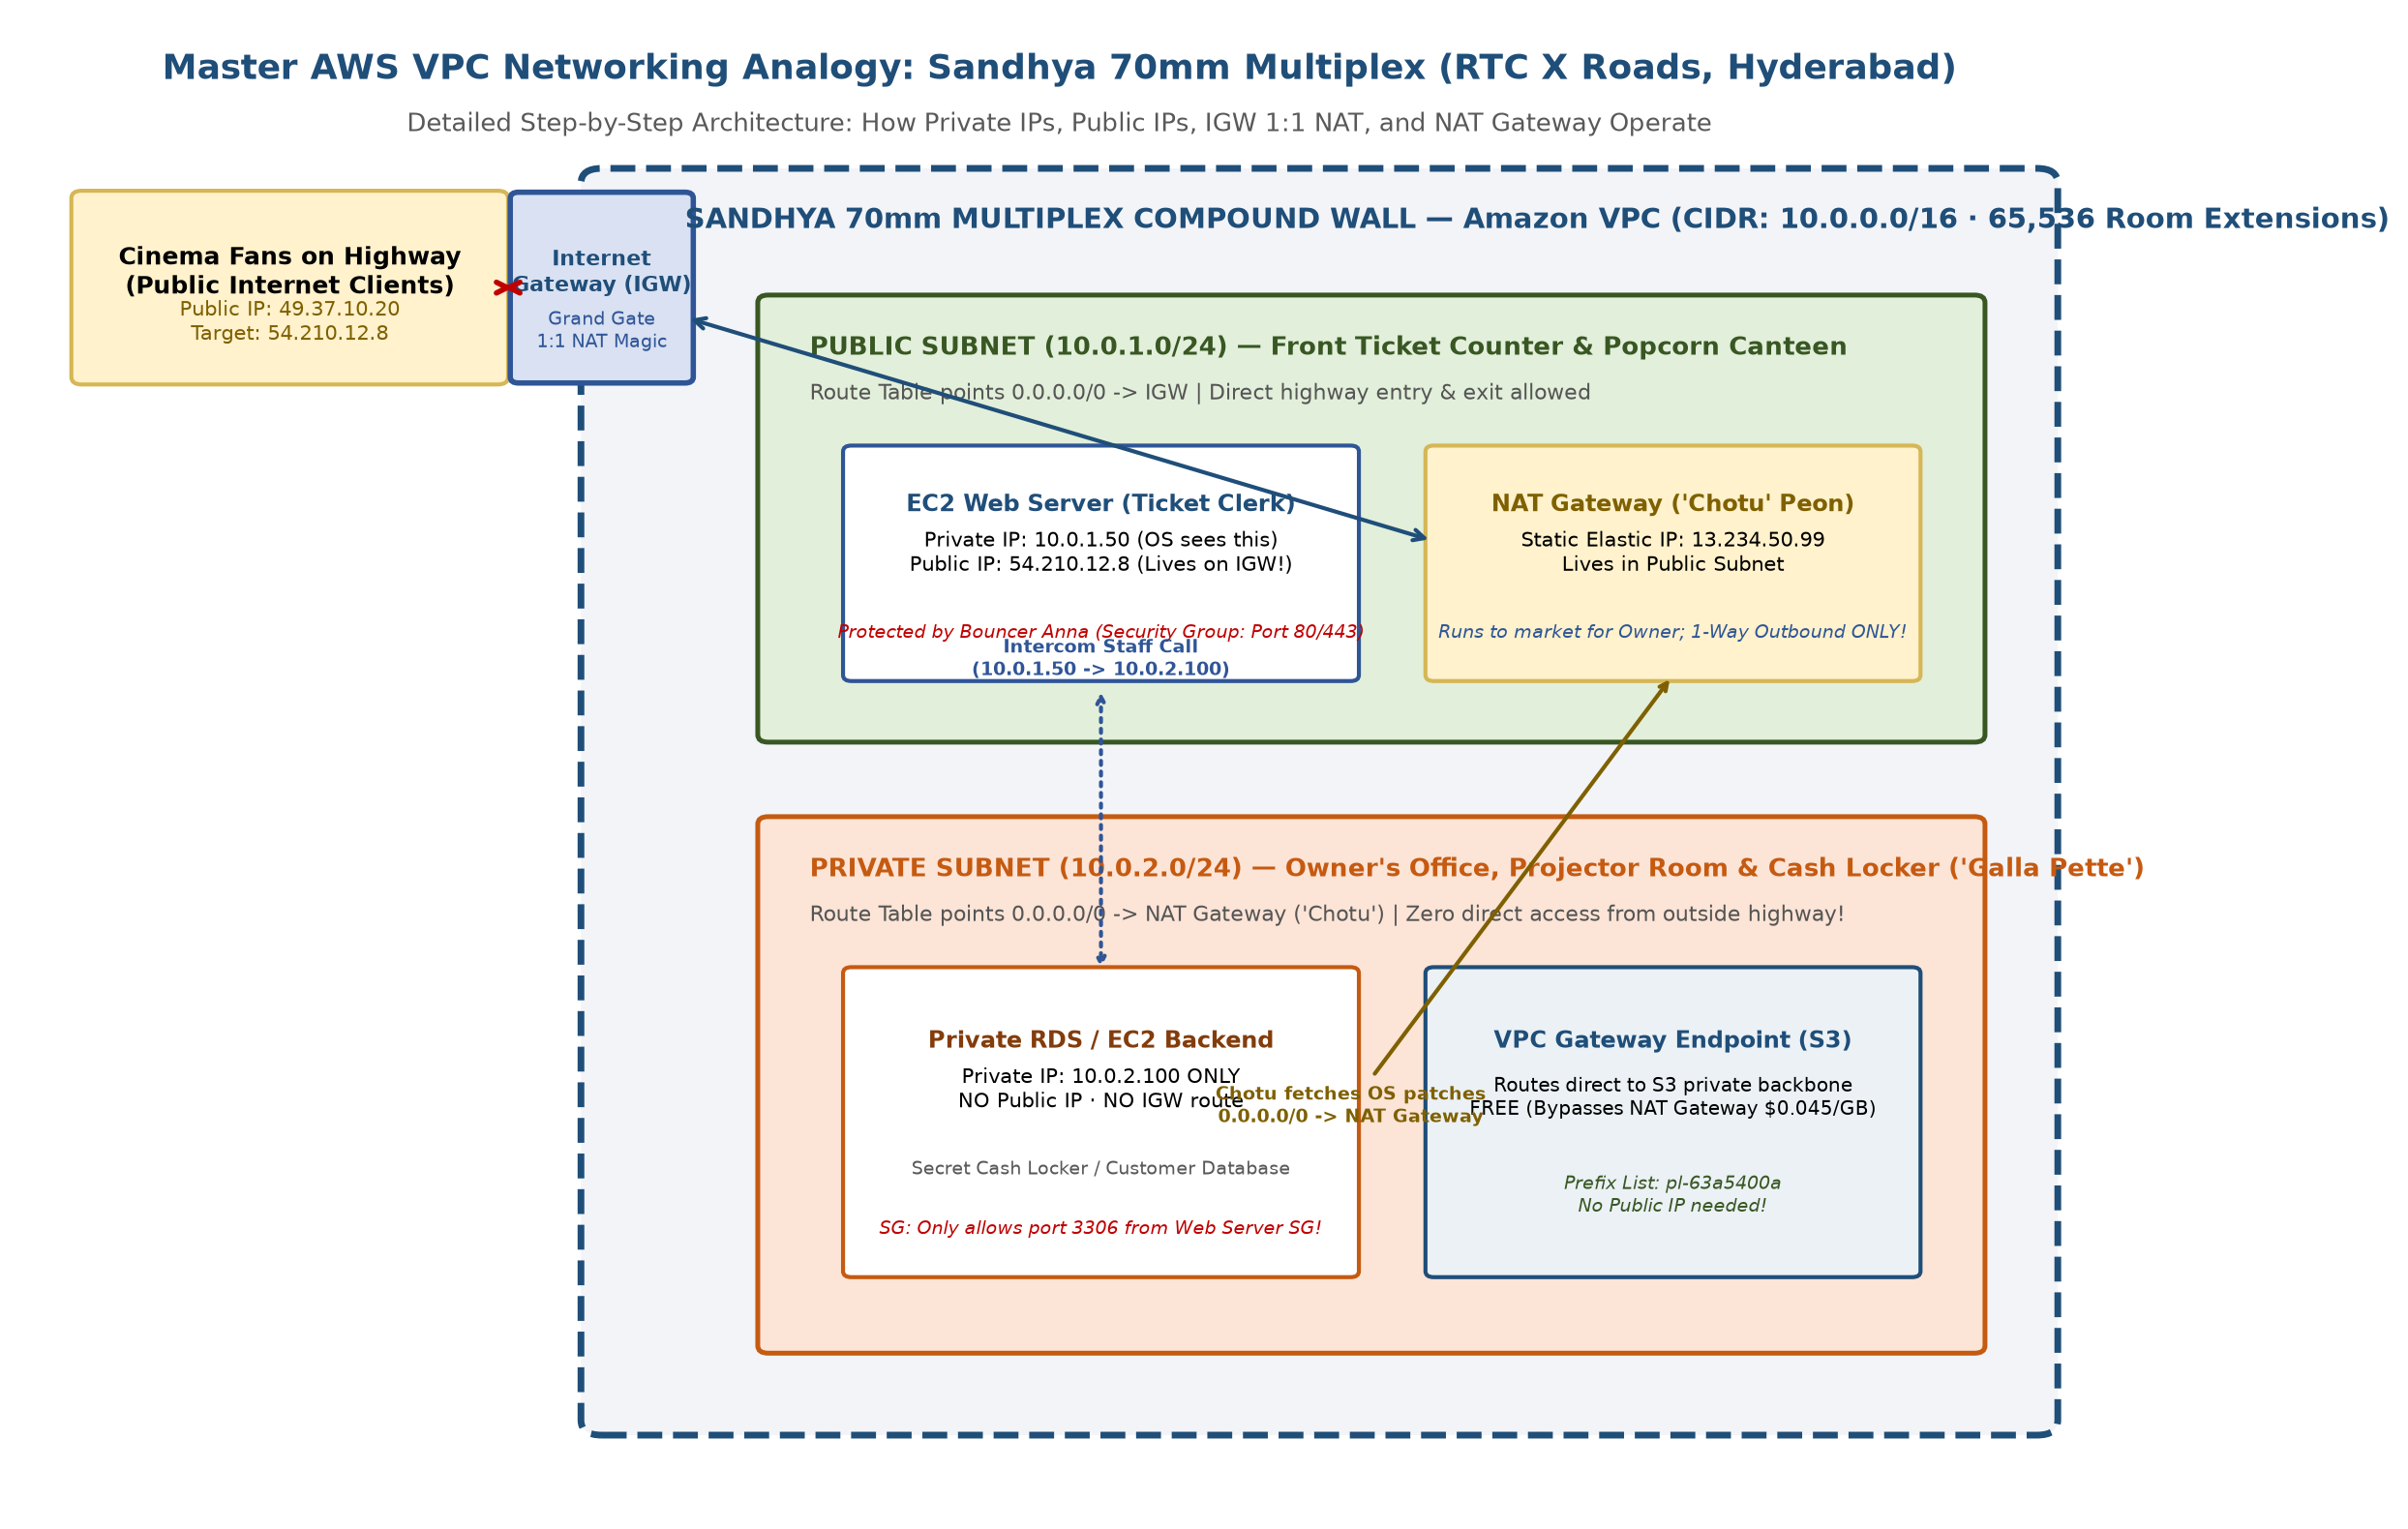 Master AWS VPC Networking Analogy: Sandhya 70mm Multiplex (RTC X Roads, Hyderabad)
Detailed Step-by-Step Architecture: How Private IPs, Public IPs, IGW 1:1 NAT, and NAT Gateway Operate
Cinema Fans on Highway
(Public Internet Clients)
Public IP: 49.37.10.20
Target: 54.210.12.8
Internet
Gateway (IGW)
Grand Gate
1:1 NAT Magic
SANDHYA 70mm MULTIPLEX COMPOUND WALL — Amazon VPC (CIDR: 10.0.0.0/16 · 65,536 Room Extensions)
PUBLIC SUBNET (10.0.1.0/24) — Front Ticket Counter & Popcorn Canteen
Route Table points 0.0.0.0/0 -> IGW | Direct highway entry & exit allowed
EC2 Web Server (Ticket Clerk)
Private IP: 10.0.1.50 (OS sees this)
Public IP: 54.210.12.8 (Lives on IGW!)
Protected by Bouncer Anna (Security Group: Port 80/443)
Intercom Staff Call
(10.0.1.50 -> 10.0.2.100)
NAT Gateway ('Chotu' Peon)
Static Elastic IP: 13.234.50.99
Lives in Public Subnet
Runs to market for Owner; 1-Way Outbound ONLY!
PRIVATE SUBNET (10.0.2.0/24) — Owner's Office, Projector Room & Cash Locker ('Galla Pette')
Route Table points 0.0.0.0/0 -> NAT Gateway ('Chotu') | Zero direct access from outside highway!
Private RDS / EC2 Backend
Private IP: 10.0.2.100 ONLY
NO Public IP · NO IGW route
Secret Cash Locker / Customer Database
SG: Only allows port 3306 from Web Server SG!
Chotu fetches OS patches
0.0.0.0/0 -> NAT Gateway
VPC Gateway Endpoint (S3)
Routes direct to S3 private backbone
FREE (Bypasses NAT Gateway $0.045/GB)
Prefix List: pl-63a5400a
No Public IP needed!